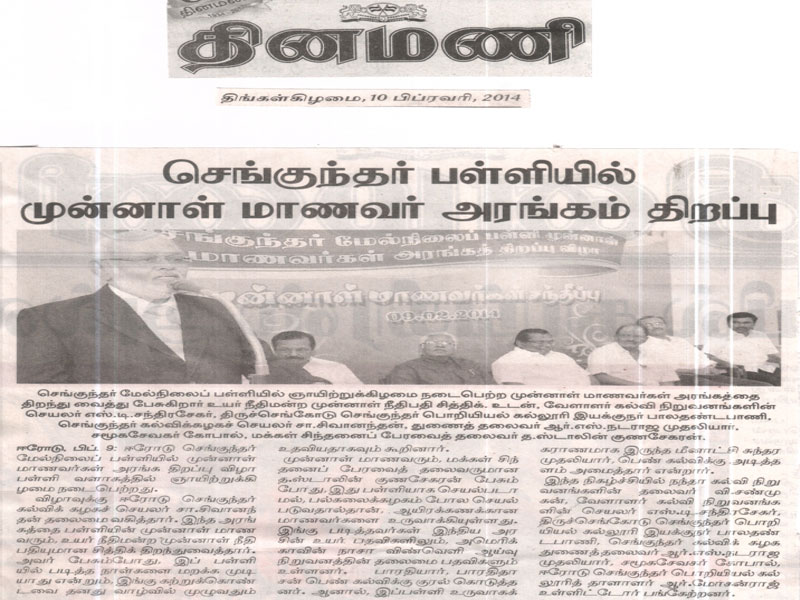 தினமணி
திங்கள்கிழமை, 10 பிப்ரவரி, 2014
செங்குந்தர் பள்ளியில்
முன்னாள் மாணவர் அரங்கம் திறப்பு
செங்குந்தர் மேல்நிலைப் பள்ளி முன்னாள்
மாணவர்கள் அரங்கத் திறப்பு விழா
முன்னாள் மாணவர்கள் சந்திப்பு
09.02.2014
செங்குந்தர் மேல்நிலைப் பள்ளியில் ஞாயிற்றுக்கிழமை நடைபெற்ற முன்னாள் மாணவர்கள் அரங்கத்தை
திறந்து வைத்து பேசுகிறார் உயர் நீதிமன்ற முன்னாள் நீதிபதி சித்திக். உடன், வேளாளர் கல்வி நிறுவனங்களின்
செயலர் எஸ்.டி.சந்திரசேகர், திருச்செங்கோடு செங்குந்தர் பொறியியல் கல்லூரி இயக்குநர் பாலதண்டபாணி,
செங்குந்தர் கல்விக்கழகச் செயலர் சா.சிவானந்தன், துணைத் தலைவர் ஆர்.எஸ்.நடராஜ முதலியார்,
சமூகசேவகர் கோபால், மக்கள் சிந்தனைப் பேரவைத் தலைவர் த.ஸ்டாலின் குணசேகரன்.
ஈரோடு, பிப். 9: ஈரோடு செங்குந்தர்
மேல்நிலைப் பள்ளியில் முன்னாள்
மாணவர்கள் அரங்க திறப்பு விழா
பள்ளி வளாகத்தில் ஞாயிற்றுக்கி
ழமை நடைபெற்றது.
விழாவுக்கு ஈரோடு செங்குந்தர்
கல்விக் கழகச் செயலர் சா.சிவானந்
தன் தலைமை வகித்தார். இந்த அரங்
கத்தை பள்ளியின் முன்னாள் மாண
வரும், உயர் நீதிமன்ற முன்னாள் நீதி
பதியுமான சித்திக் திறந்துவைத்தார்.
அவர் பேசும்போது, இப் பள்ளி
யில் படித்த நாள்களை மறக்க முடி
யாது என்றும், இங்கு கற்றுக்கொண்
டவை தனது வாழ்வில் முழுவதும்
உதவியதாகவும் கூறினார்.
முன்னாள் மாணவரும், மக்கள் சிந்
தனைப் பேரவைத் தலைவருமான
த.ஸ்டாலின் குணசேகரன் பேசும்
போது, இது பள்ளியாக செயல்படா
மல், பல்கலைக்கழகம் போல செயல்
படுவதால்தான், ஆயிரக்கணக்கான
மாணவர்களை உருவாக்கியுள்ளது.
இங்கு படித்தவர்கள் இந்திய அர
சின் உயர் பதவிகளிலும், அமெரிக்
காவின் நாசா விண்வெளி ஆய்வு
நிறுவனத்தின் தலைமை பதவிகளும்
உள்ளனர். பாரதியார், பாரதிதா
சன் பெண் கல்விக்கு குரல் கொடுத்த
னர். ஆனால், இப்பள்ளி உருவாகக்
காரணமாக இருந்த மீனாட்சி சுந்தர
முதலியார், பெண் கல்விக்கு அடித்த
ளம் அமைத்தார் என்றார்.
இந்த நிகழ்ச்சியில் நந்தா கல்வி நிறு
வனங்களின் தலைவர் வி.சண்மு
கன், வேளாளர் கல்வி நிறுவனங்க
ளின் செயலர் எஸ்.டி.சந்திரசேகர்,
திருச்செங்கோடு செங்குந்தர் பொறி
யியல் கல்லூரி இயக்குநர் பாலதண்
டபாணி, செங்குந்தர் கல்விக் கழக
துணைத்தலைவர் ஆர்.எஸ்.நடராஜ
முதலியார், சமூகசேவகர் கோபால்,
ஈரோடு செங்குந்தர் பொறியியல் கல்
லூரித் தாளாளர் ஆர்.மோகன்ராஜ்
உள்ளிட்டோர் பங்கேற்றனர்.